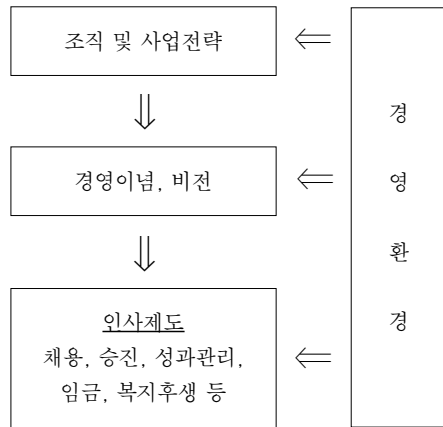 조직 및 사업전략
경영이념, 비전
인사제도
채용, 승진, 성과관리,
임금, 복지후생 등
경
영
환
경